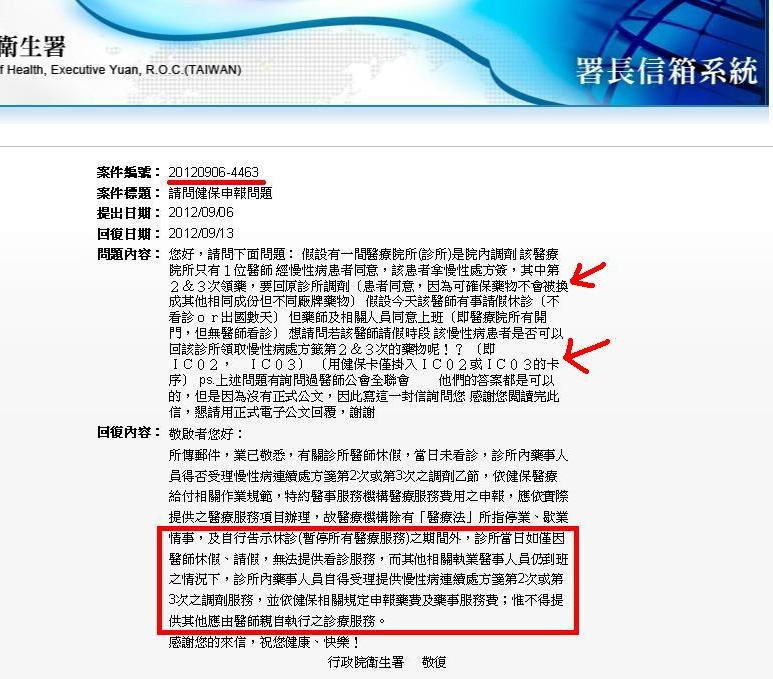 衛生署
f Health, Executive Yuan, R.O.C.(TAIWAN)
署長信箱系統
案件編號： 20120906-4463
案件標題： 請問健保申報問題
提出日期： 2012/09/06
回復日期： 2012/09/13
問題內容： 您好，請問下面問題： 假設有一間醫療院所(診所)是院內調劑 該醫療
院所只有１位醫師 經慢性病患者同意，該患者拿慢性處方簽，其中第
２＆３次領藥，要回原診所調劑〔患者同意，因為可確保藥物不會被換
成其他相同成份但不同廠牌藥物〕 假設今天該醫師有事請假休診〔不
看診ｏｒ出國數天〕 但藥師及相關人員同意上班〔即醫療院所有開
門，但無醫師看診〕 想請問若該醫師請假時段 該慢性病患者是否可以
回該診所領取慢性病處方籤第２＆３次的藥物呢！？ 〔即
ＩＣ０２， ＩＣ０３〕 〔用健保卡僅掛入ＩＣ０２或ＩＣ０３的卡
序〕 ps.上述問題有詢問過醫師公會全聯會 他們的答案都是可以
的，但是因為沒有正式公文，因此寫這一封信詢問您 感謝您閱讀完此
信，懇請用正式電子公文回覆，謝謝
回復內容： 敬啟者您好：
所傳郵件，業已敬悉，有關診所醫師休假，當日未看診，診所內藥事人
員得否受理慢性病連續處方箋第2次或第3次之調劑乙節，依健保醫療
給付相關作業規範，特約醫事服務機構醫療服務費用之申報，應依實際
提供之醫療服務項目辦理，故醫療機構除有「醫療法」所指停業、歇業
情事，及自行告示休診(暫停所有醫療服務)之期間外，診所當日如僅因
醫師休假、請假，無法提供看診服務，而其他相關執業醫事人員仍到班
之情況下，診所內藥事人員自得受理提供慢性病連續處方箋第2次或第
3次之調劑服務，並依健保相關規定申報藥費及藥事服務費；惟不得提
供其他應由醫師親自執行之診療服務。
感謝您的來信，祝您健康、快樂！
行政院衛生署 敬復